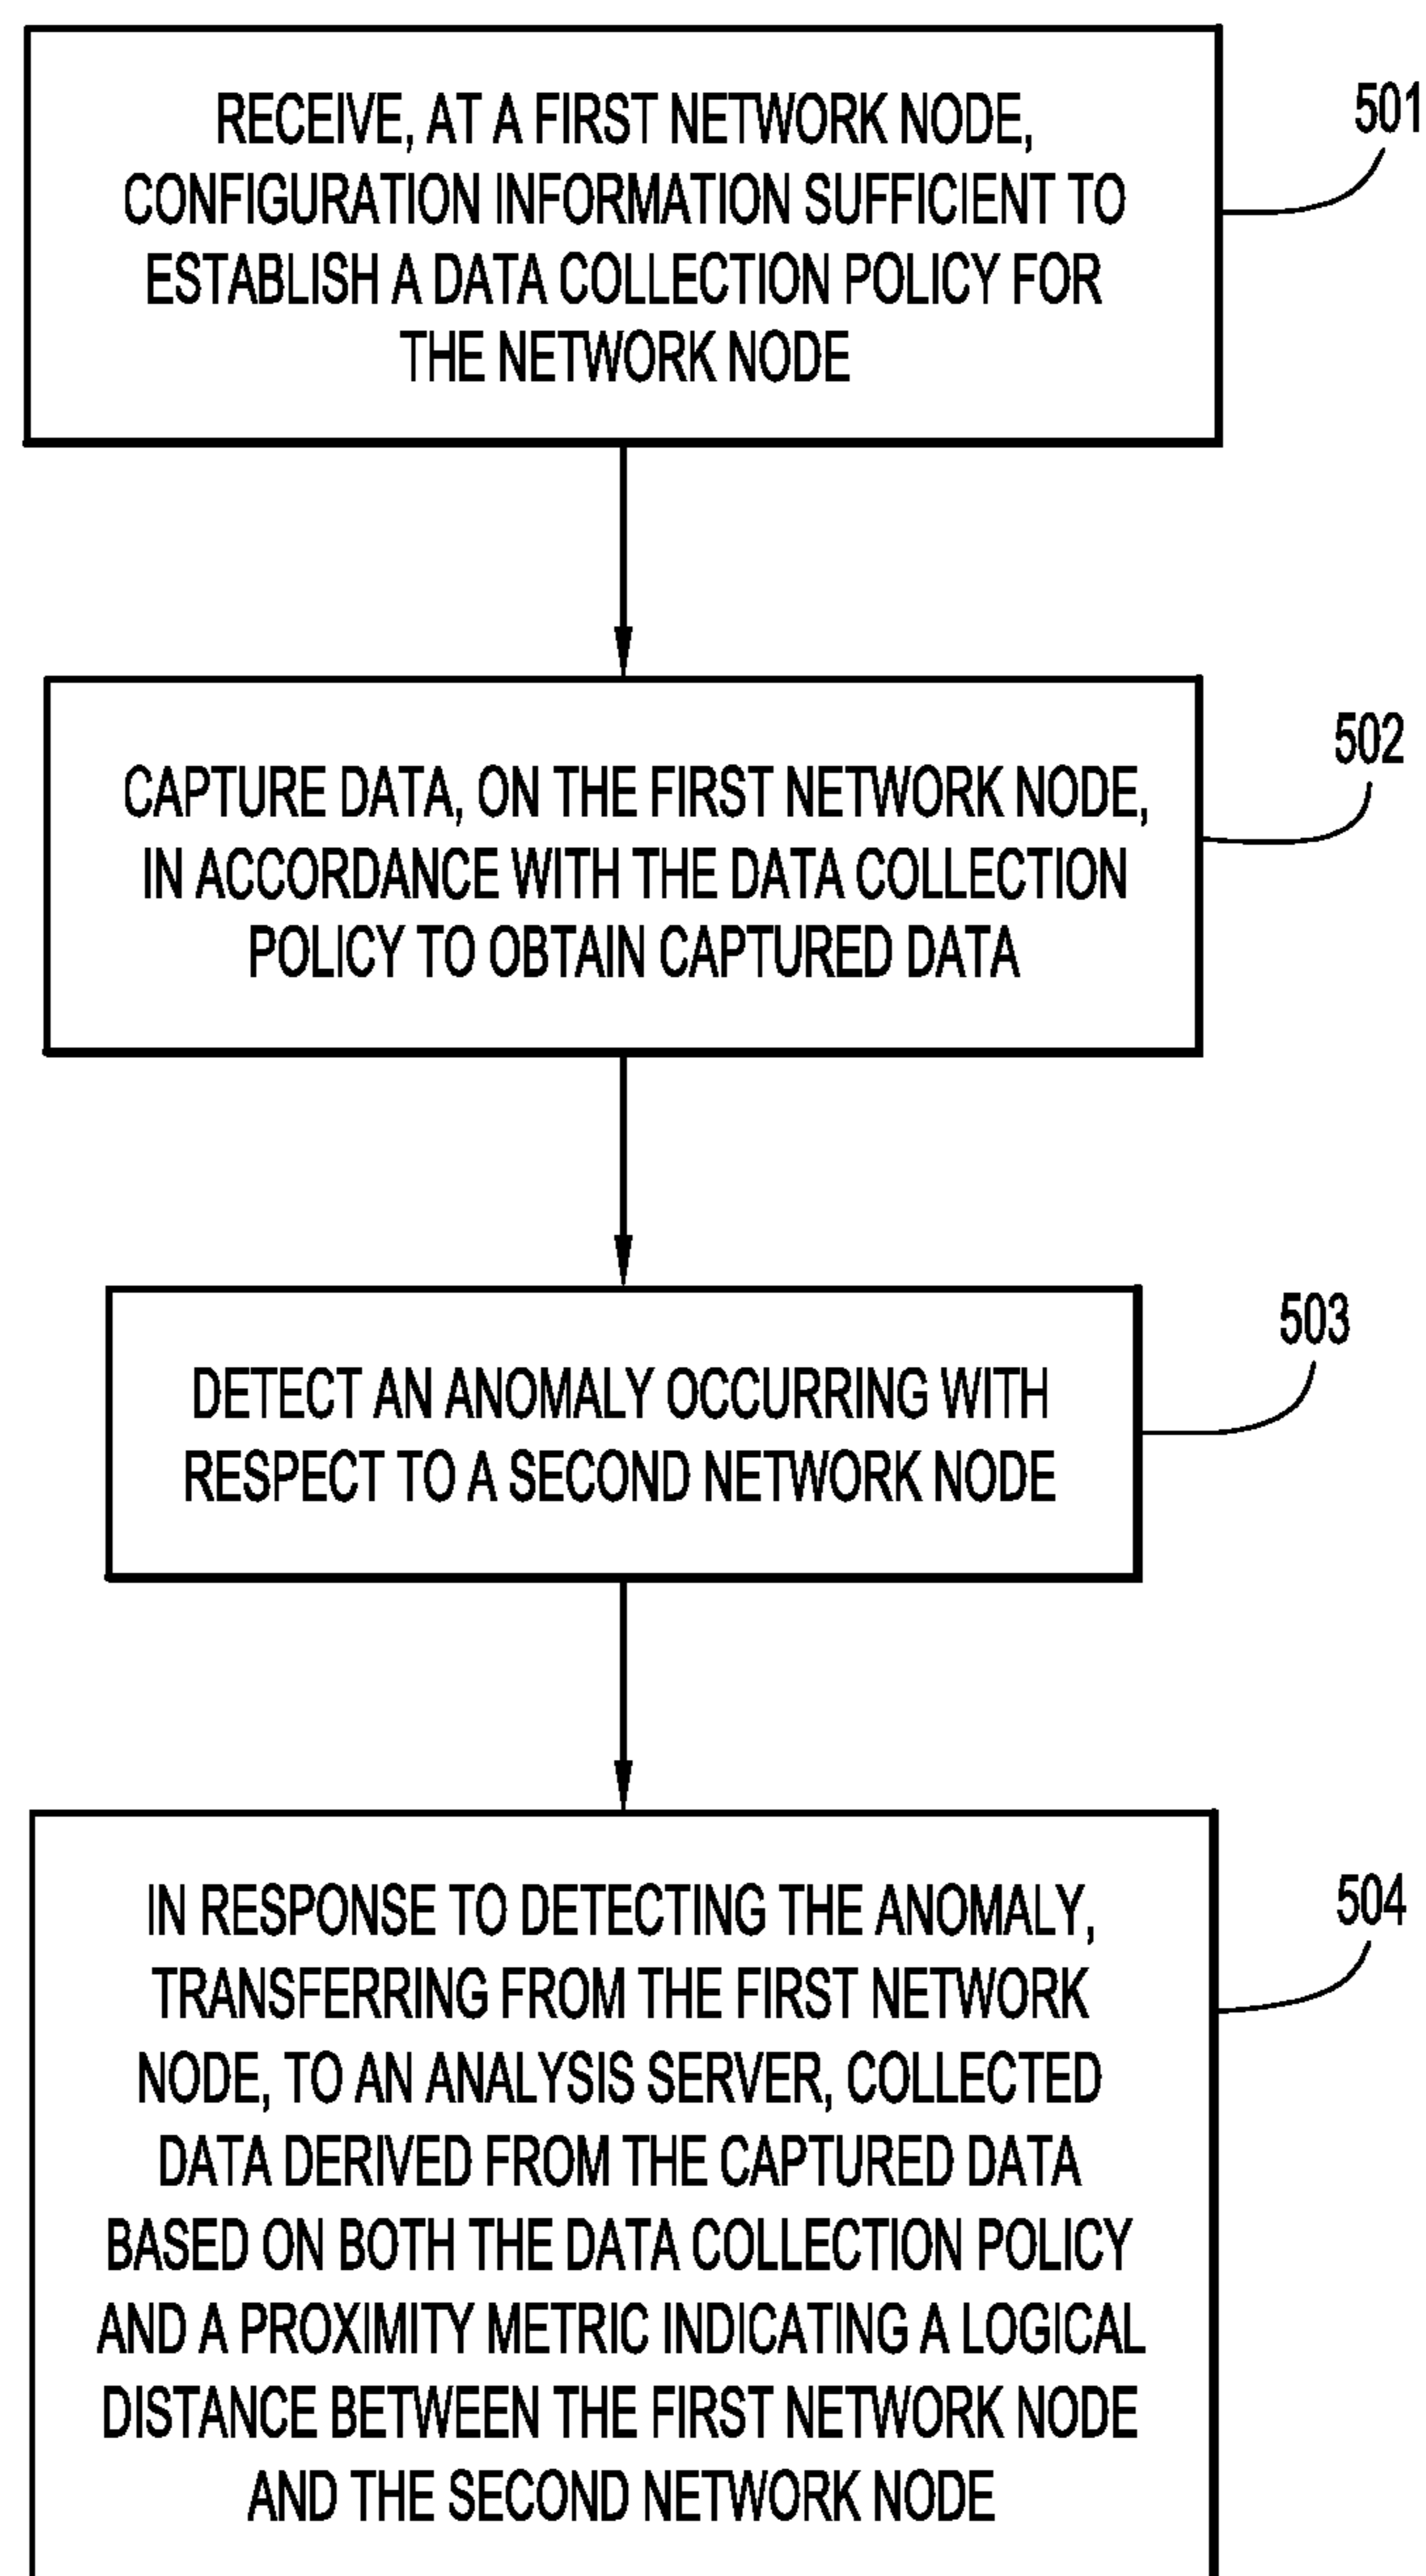 RECEIVE, AT A FIRST NETWORK NODE,
CONFIGURATION INFORMATION SUFFICIENT TO
ESTABLISH A DATA COLLECTION POLICY FOR
THE NETWORK NODE
501
CAPTURE DATA, ON THE FIRST NETWORK NODE,
IN ACCORDANCE WITH THE DATA COLLECTION
POLICY TO OBTAIN CAPTURED DATA
502
DETECT AN ANOMALY OCCURRING WITH
RESPECT TO A SECOND NETWORK NODE
503
IN RESPONSE TO DETECTING THE ANOMALY,
TRANSFERRING FROM THE FIRST NETWORK
NODE, TO AN ANALYSIS SERVER, COLLECTED
DATA DERIVED FROM THE CAPTURED DATA
BASED ON BOTH THE DATA COLLECTION POLICY
AND A PROXIMITY METRIC INDICATING A LOGICAL
DISTANCE BETWEEN THE FIRST NETWORK NODE
AND THE SECOND NETWORK NODE
504